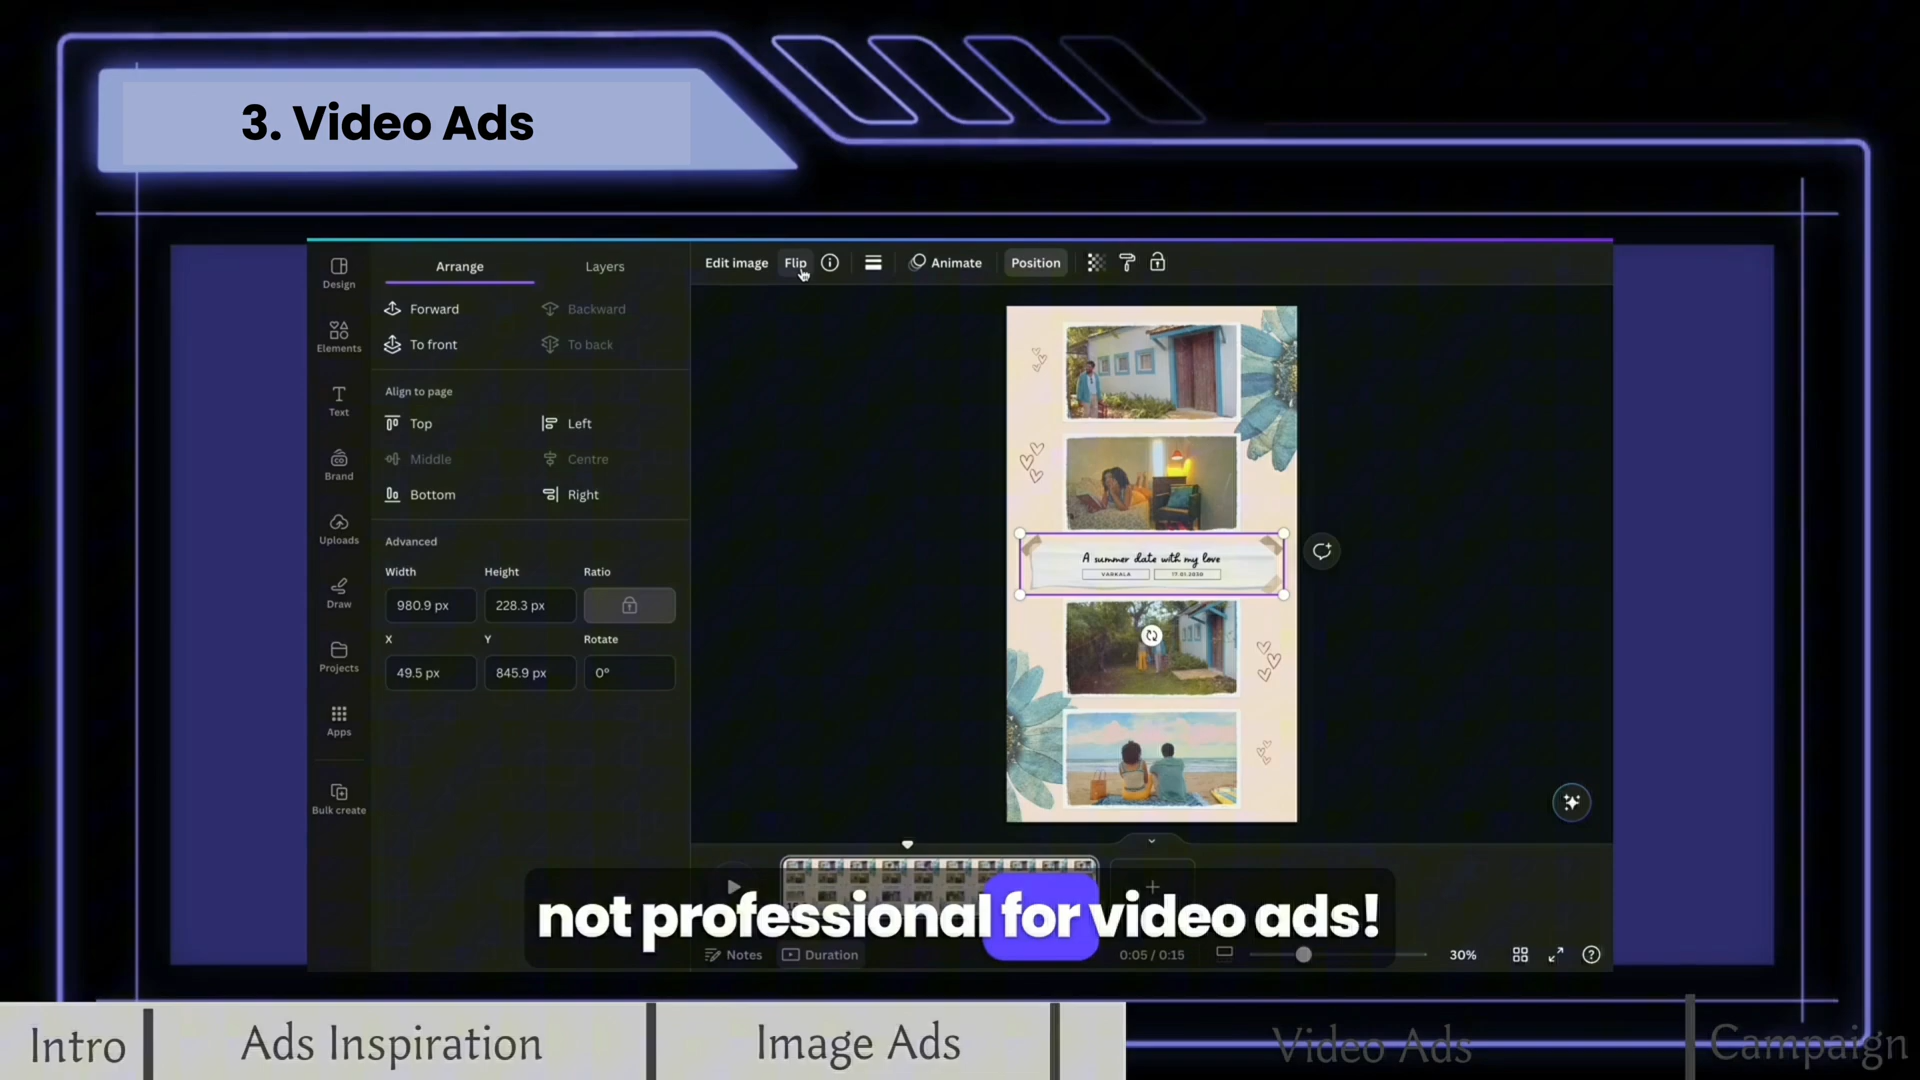 3. Video Ads
Design
Elements
Text
Brand
Uploads
Draw
Projects
Apps
Bulk create
Arrange
Layers
Forward
Backward
To front
To back
Align to page
Top
Left
Middle
Centre
Bottom
Right
Advanced
Width
Height
Ratio
980.9 px
228.3 px
X
Y
Rotate
49.5 px
845.9 px
0°
Edit image
Flip
Animate
Position
A summer date with my love
VARKALA
17.01.2030
not professional for video ads!
Notes
Duration
0:05 / 0:15
30%
Intro
Ads Inspiration
Image Ads
Video Ads
Campaign